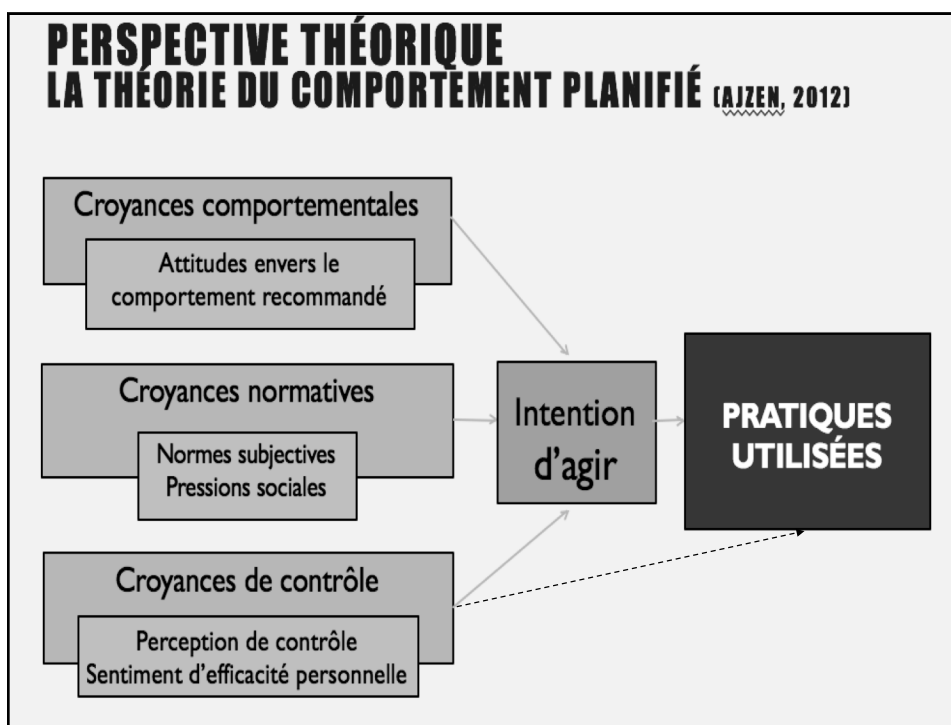 PERSPECTIVE THÉORIQUE
LA THÉORIE DU COMPORTEMENT PLANIFIÉ (AJZEN, 2012)
Croyances comportementales
Attitudes envers le
comportement recommandé
Croyances normatives
Normes subjectives
Pressions sociales
Croyances de contrôle
Perception de contrôle
Sentiment d'efficacité personnelle
Intention
d'agir
PRATIQUES
UTILISÉES